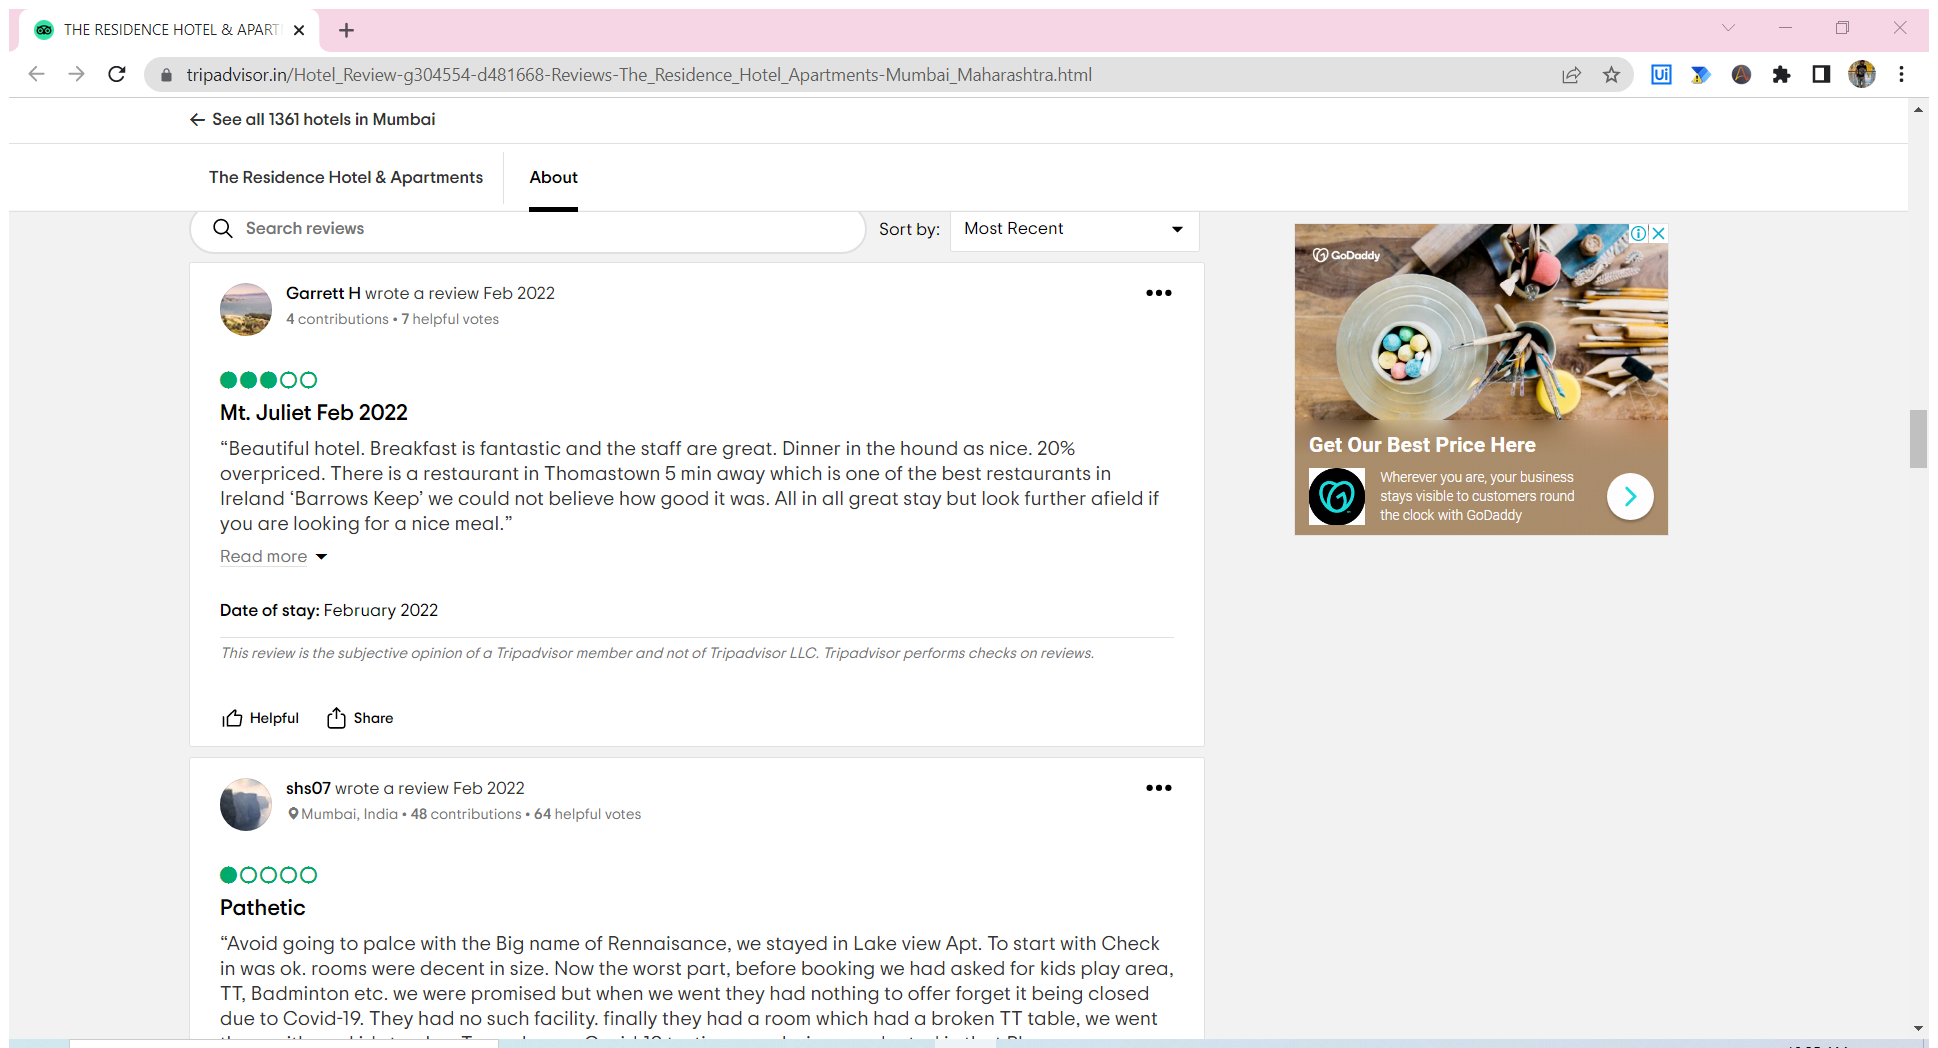 THE RESIDENCE HOTEL & APART
tripadvisor.in/Hotel_Review-g304554-d481668-Reviews-The_Residence_Hotel_Apartments-Mumbai_Maharashtra.html
Ui
See all 1361 hotels in Mumbai
The Residence Hotel & Apartments
About
Search reviews
Sort by:
Most Recent
Garrett H wrote a review Feb 2022
4 contributions • 7 helpful votes
Mt. Juliet Feb 2022
“Beautiful hotel. Breakfast is fantastic and the staff are great. Dinner in the hound as nice. 20%
overpriced. There is a restaurant in Thomastown 5 min away which is one of the best restaurants in
Ireland ‘Barrows Keep’ we could not believe how good it was. All in all great stay but look further afield if
you are looking for a nice meal.”
Read more
Date of stay: February 2022
This review is the subjective opinion of a Tripadvisor member and not of Tripadvisor LLC. Tripadvisor performs checks on reviews.
Helpful
Share
shs07 wrote a review Feb 2022
Mumbai, India • 48 contributions • 64 helpful votes
Pathetic
“Avoid going to palce with the Big name of Rennaisance, we stayed in Lake view Apt. To start with Check
in was ok. rooms were decent in size. Now the worst part, before booking we had asked for kids play area,
TT, Badminton etc. we were promised but when we went they had nothing to offer forget it being closed
due to Covid-19. They had no such facility. finally they had a room which had a broken TT table, we went
GoDaddy
Get Our Best Price Here
Wherever you are, your business
stays visible to customers round
the clock with GoDaddy